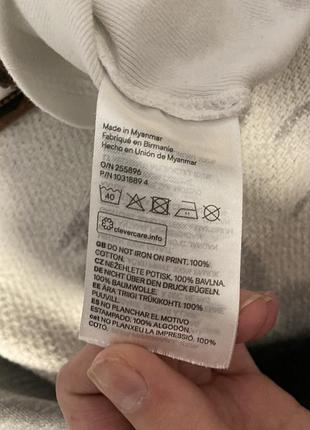 Made in Myanmar
Fabriqué en Birmanie
Hecho en Unión de Myanmar
O/N 255896
P/N 1031889 4
40
clevercare.info
GB DO NOT IRON ON PRINT. 100%
COTTON.
CZ NEŽEHLETE POTISK. 100% BAVLNA.
DE NICHT ÜBER DEN DRUCK BÜGELN.
100% BAUMWOLLE.
EE ÄRA TRIIGI TRÜKIKOHTI. 100%
PUUVILL.
ES NO PLANCHAR EL MOTIVO
ESTAMPADO. 100% ALGODÓN.
cat NO PLANXEU LA IMPRESSIÓ. 100%
COTÓ.